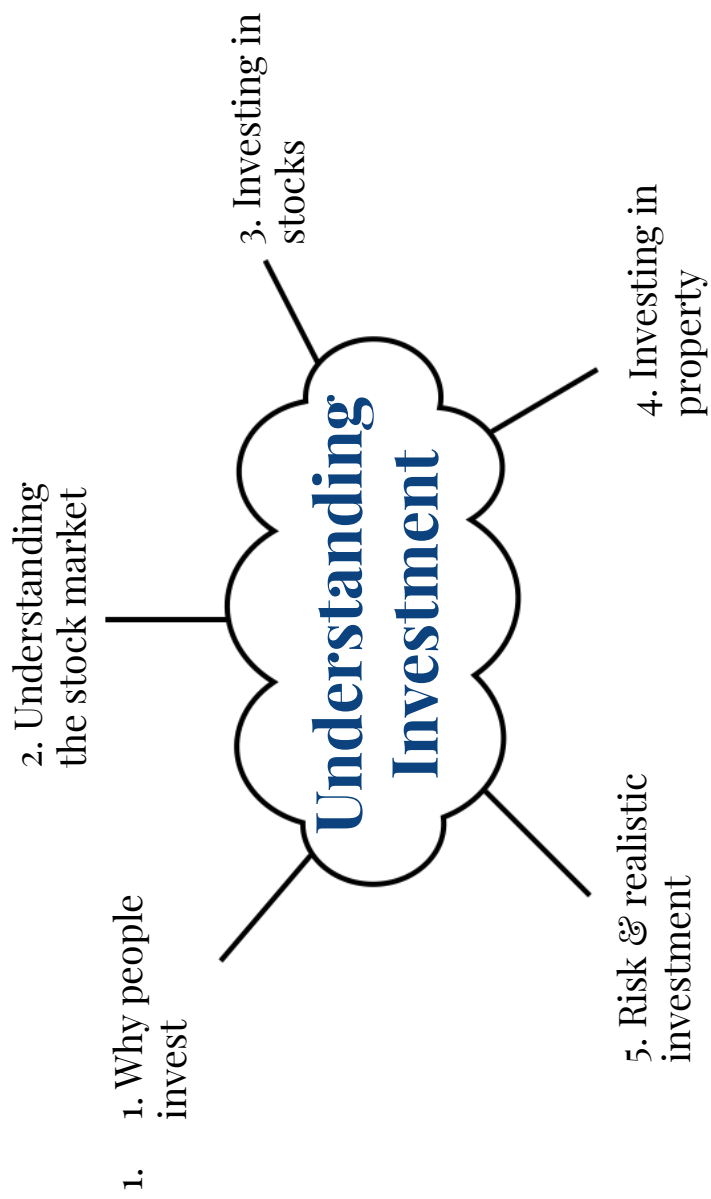 1. 1. Why people
invest
2. Understanding
the stock market
3. Investing in
stocks
Understanding
Investment
4. Investing in
property
5. Risk & realistic
investment